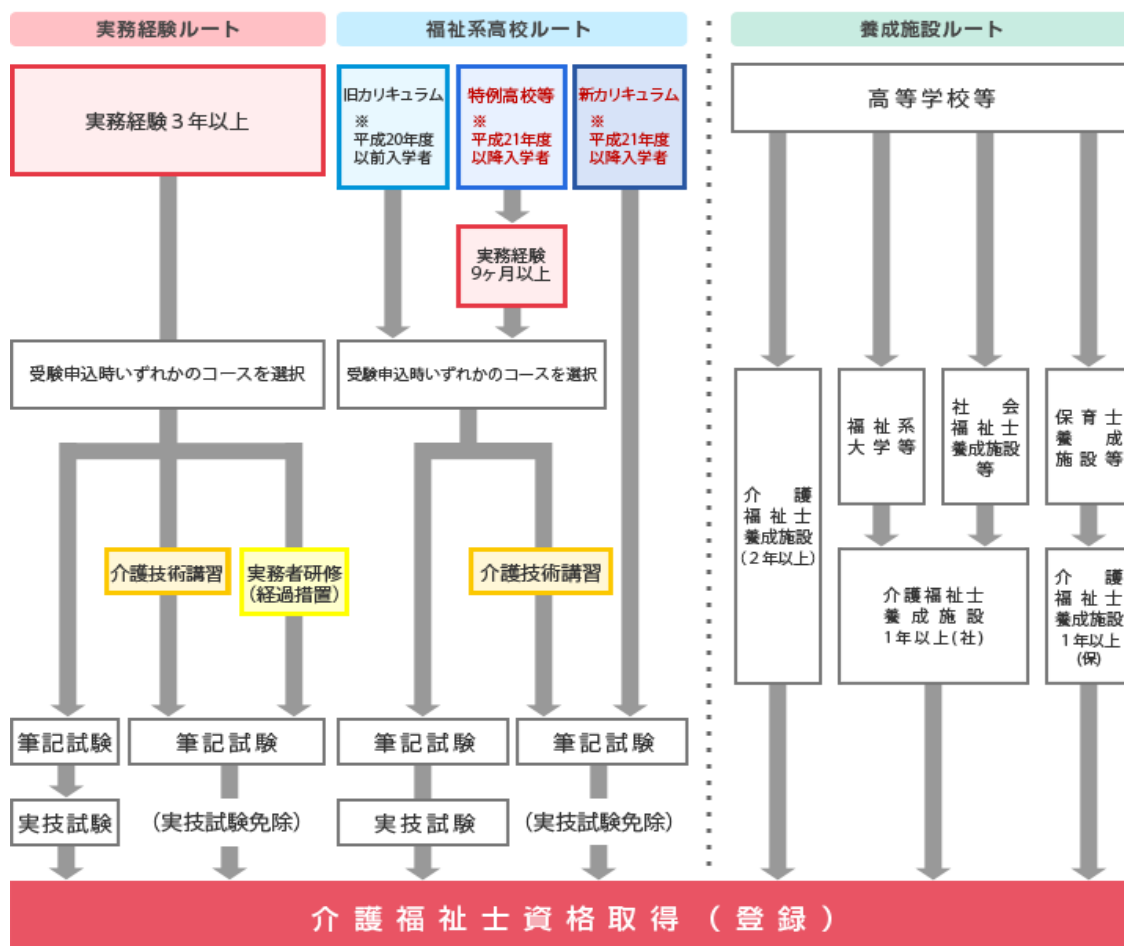 実務経験ルート
実務経験３年以上
受験申込時いずれかのコースを選択
介護技術講習
実務者研修
(経過措置)
筆記試験
実技試験
筆記試験
(実技試験免除)
福祉系高校ルート
旧カリキュラム
※
平成20年度
以前入学者
特例高校等
※
平成21年度
以降入学者
新カリキュラム
※
平成21年度
以降入学者
実務経験
9ヶ月以上
受験申込時いずれかのコースを選択
介護技術講習
筆記試験
実技試験
筆記試験
(実技試験免除)
養成施設ルート
高等学校等
介護
福祉士
養成施設
(２年以上)
福祉系
大学等
社会
福祉士
養成施設
等
介護福祉士
養成施設
1年以上(社)
保育士
養成
施設等
介護
福祉士
養成施設
1年以上
(保)
介護福祉士資格取得（登録）